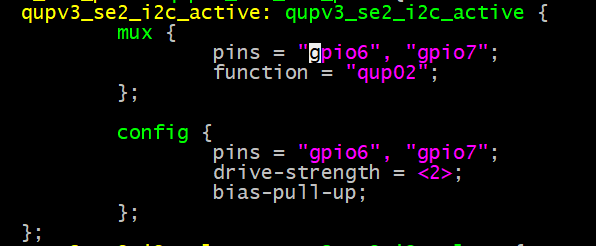 qupv3_se2_i2c_active: qupv3_se2_i2c_active {
mux {
pins = "gpio6", "gpio7";
function = "qup02";
};
config {
pins = "gpio6", "gpio7";
drive-strength = <2>;
bias-pull-up;
};
};